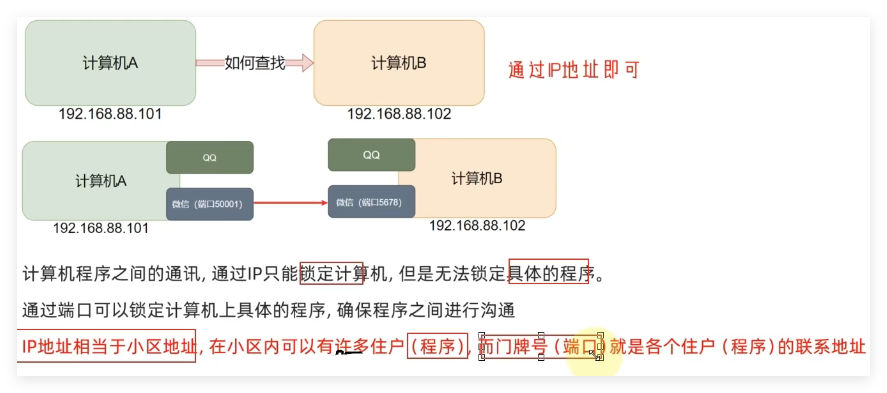 计算机A
如何查找
计算机B
通过IP地址即可
192.168.88.101
192.168.88.102
QQ
QQ
计算机A
计算机B
微信（端口50001）
微信（端口5678）
192.168.88.101
192.168.88.102
计算机程序之间的通讯, 通过IP只能锁定计算机, 但是无法锁定具体的程序。
通过端口可以锁定计算机上具体的程序, 确保程序之间进行沟通
IP地址相当于小区地址, 在小区内可以有许多住户（程序）, 而门牌号（端口）就是各个住户（程序）的联系地址